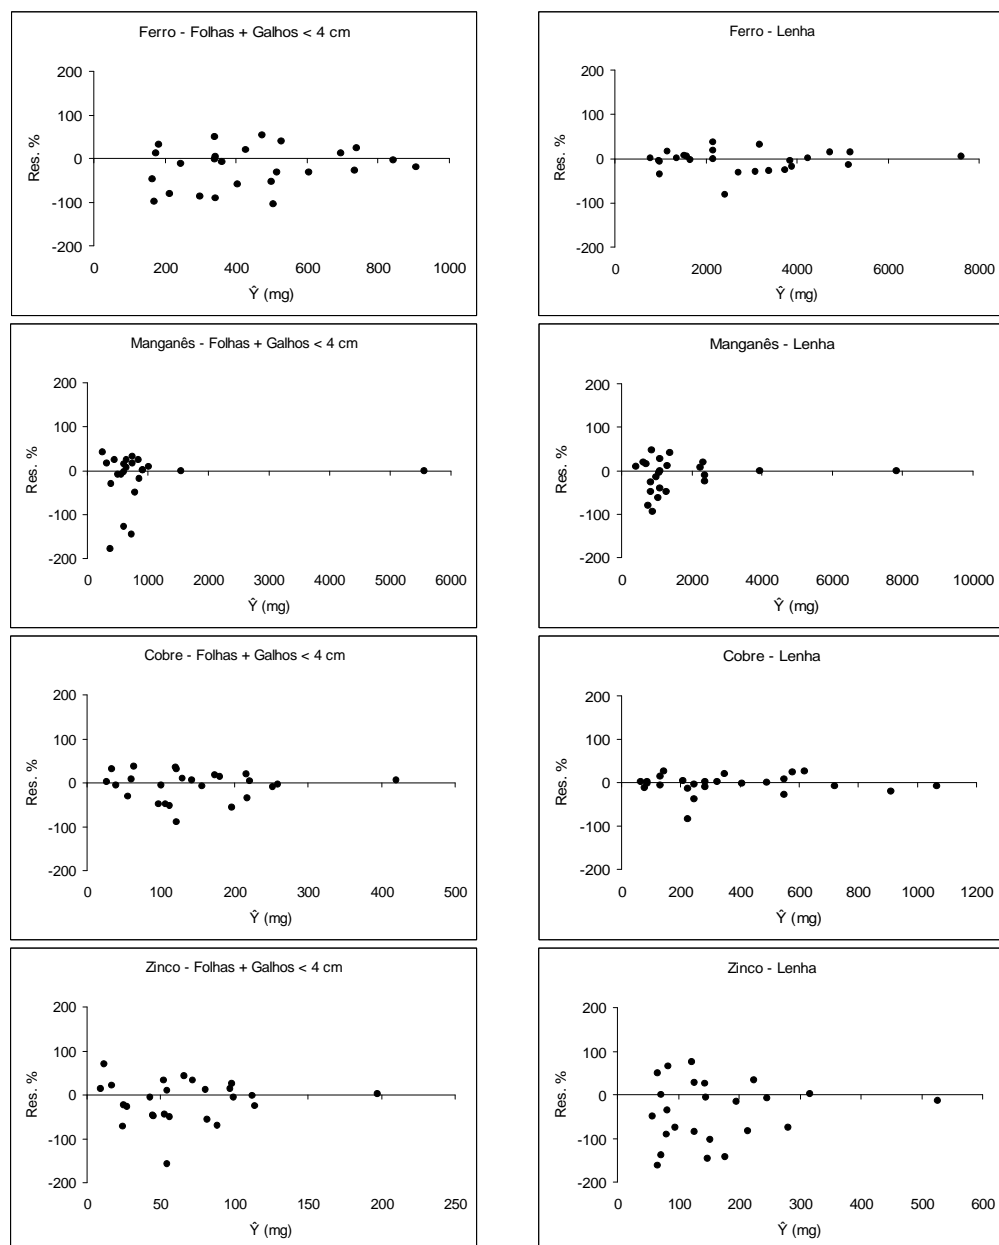 Ferro - Folhas + Galhos < 4 cm
Res. %
200
100
0
-100
-200
0 200 400 600 800 1000
Ŷ (mg)
Ferro - Lenha
Res. %
200
100
0
-100
-200
0 2000 4000 6000 8000
Ŷ (mg)
Manganês - Folhas + Galhos < 4 cm
Res. %
200
100
0
-100
-200
0 1000 2000 3000 4000 5000 6000
Ŷ (mg)
Manganês - Lenha
Res. %
200
100
0
-100
-200
0 2000 4000 6000 8000 10000
Ŷ (mg)
Cobre - Folhas + Galhos < 4 cm
Res. %
200
100
0
-100
-200
0 100 200 300 400 500
Ŷ (mg)
Cobre - Lenha
Res. %
200
100
0
-100
-200
0 200 400 600 800 1000 1200
Ŷ (mg)
Zinco - Folhas + Galhos < 4 cm
Res. %
200
100
0
-100
-200
0 50 100 150 200 250
Ŷ (mg)
Zinco - Lenha
Res. %
200
100
0
-100
-200
0 100 200 300 400 500 600
Ŷ (mg)